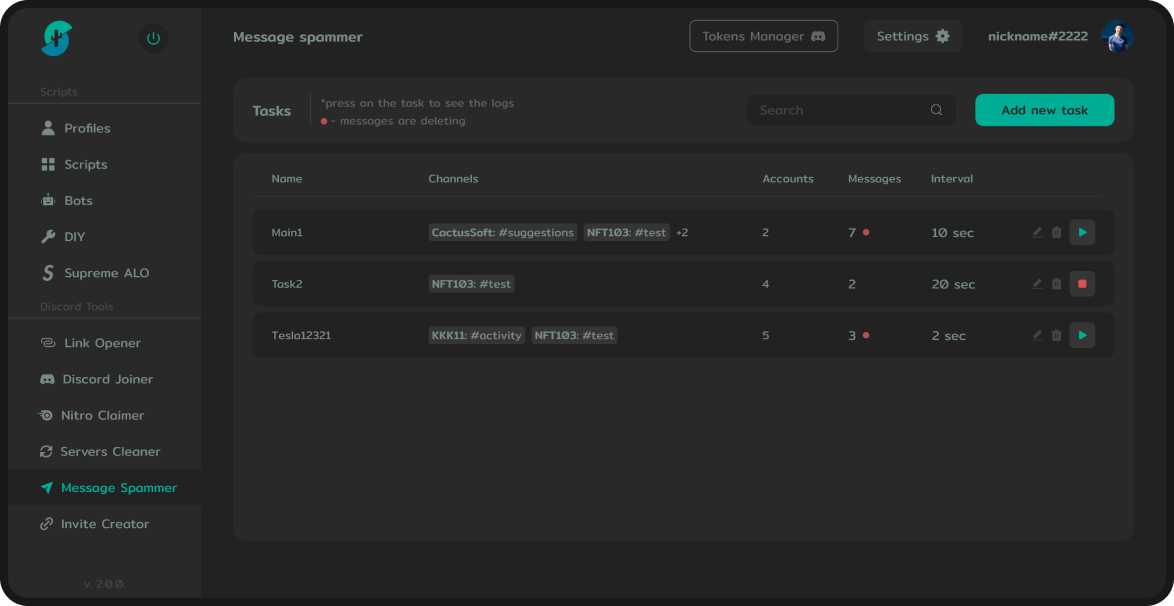 Message spammer
Tokens Manager
Settings
nickname#2222
Scripts
Profiles
Scripts
Bots
DIY
Supreme ALO
Discord Tools
Link Opener
Discord Joiner
Nitro Claimer
Servers Cleaner
Message Spammer
Invite Creator
v. 2.0.0.
Tasks
*press on the task to see the logs
- messages are deleting
Search
Add new task
Name Channels Accounts Messages Interval
Main1 CactusSoft: #suggestions NFT103: #test +2 2 7 10 sec
Task2 NFT103: #test 4 2 20 sec
Tesla12321 KKK11: #activity NFT103: #test 5 3 2 sec